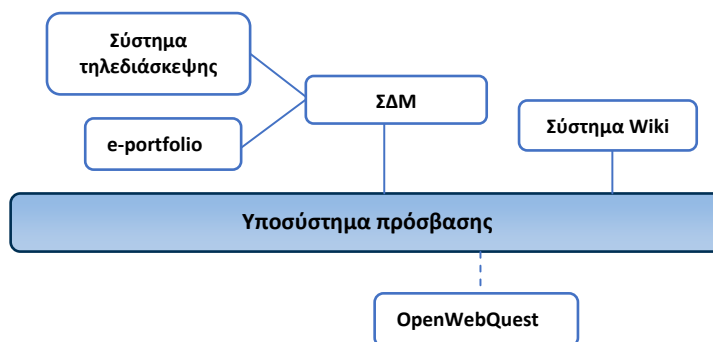 Σύστημα
τηλεδιάσκεψης
ΣΔΜ
e-portfolio
Σύστημα Wiki
Υποσύστημα πρόσβασης
OpenWebQuest